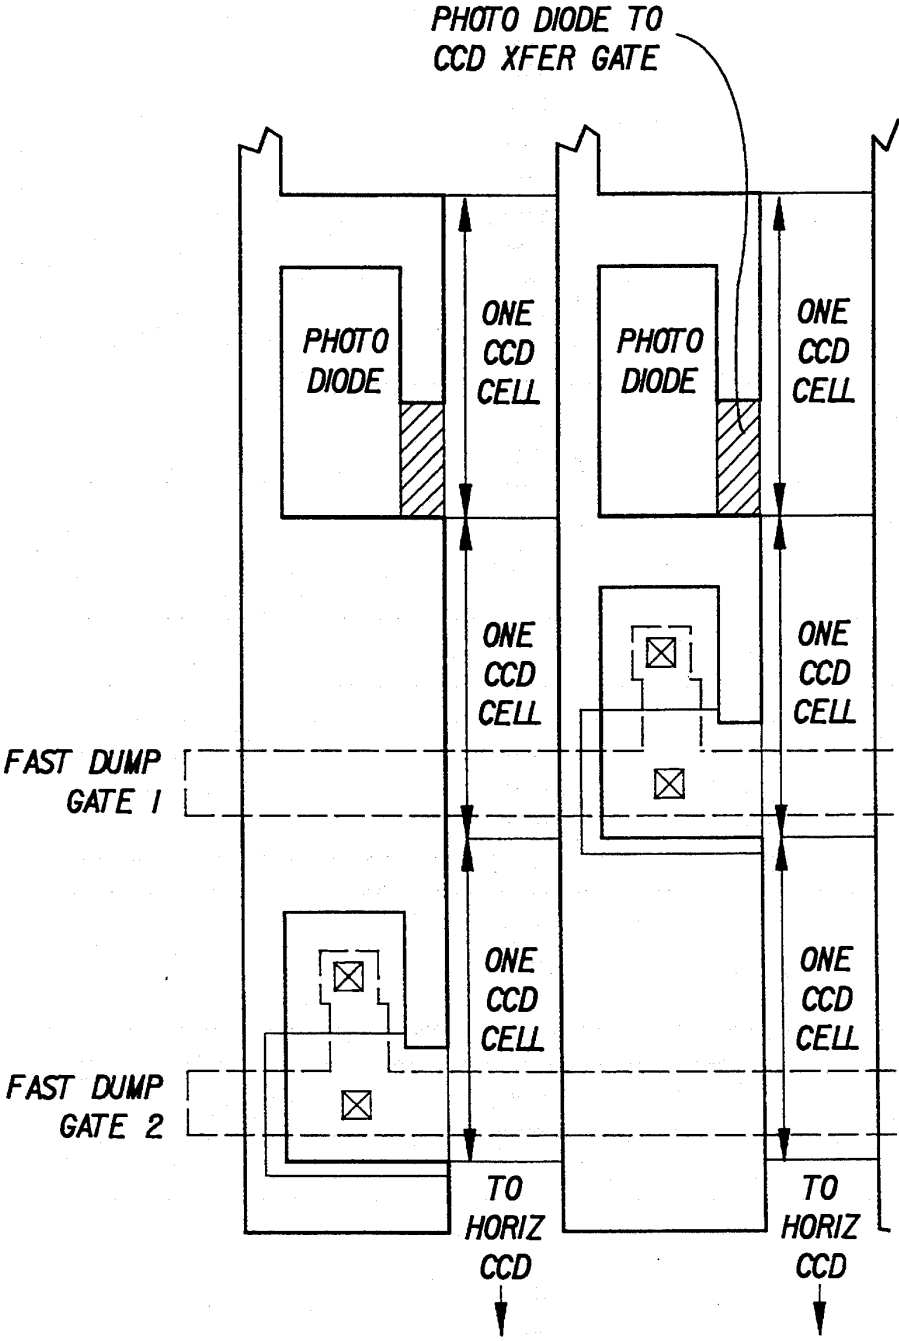 PHOTO DIODE TO
CCD XFER GATE
PHOTO
DIODE
ONE
CCD
CELL
PHOTO
DIODE
ONE
CCD
CELL
ONE
CCD
CELL
ONE
CCD
CELL
FAST DUMP
GATE 1
ONE
CCD
CELL
ONE
CCD
CELL
FAST DUMP
GATE 2
TO
HORIZ
CCD
TO
HORIZ
CCD